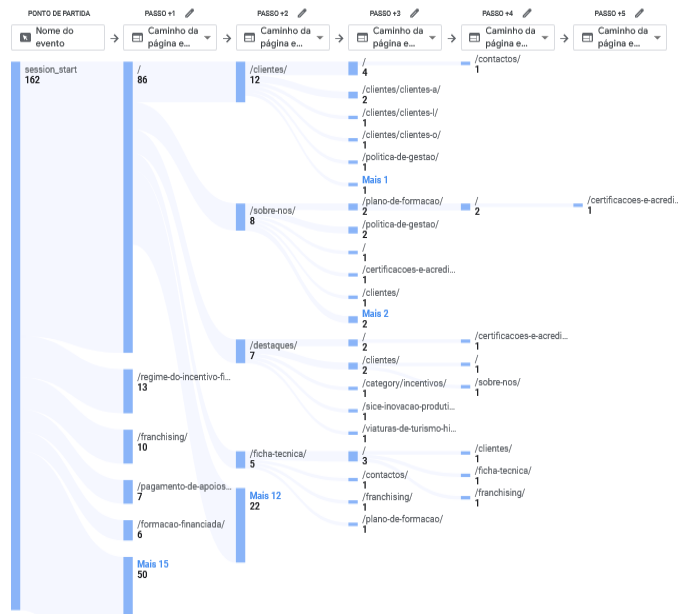 PONTO DE PARTIDA
PASSO +1
PASSO +2
PASSO +3
PASSO +4
PASSO +5
Nome do
evento
Caminho da
página e...
Caminho da
página e...
Caminho da
página e...
Caminho da
página e...
Caminho da
página e...
session_start
162
/
86
/regime-do-incentivo-fi...
13
/franchising/
10
/pagamento-de-apoios...
7
/formacao-financiada/
6
Mais 15
50
/clientes/
12
/sobre-nos/
8
/destaques/
7
/ficha-tecnica/
5
Mais 12
22
/
4
/clientes/clientes-a/
2
/clientes/clientes-l/
1
/clientes/clientes-o/
1
/politica-de-gestao/
1
Mais 1
1
/plano-de-formacao/
2
/politica-de-gestao/
2
/
1
/certificacoes-e-acredi...
1
/clientes/
1
Mais 2
2
/
2
/clientes/
2
/category/incentivos/
1
/sice-inovacao-produti...
1
/viaturas-de-turismo-hi...
1
/
3
/contactos/
1
/franchising/
1
/plano-de-formacao/
1
/contactos/
1
/
2
/certificacoes-e-acredi...
1
/
1
/sobre-nos/
1
/clientes/
1
/ficha-tecnica/
1
/franchising/
1
/certificacoes-e-acredi...
1